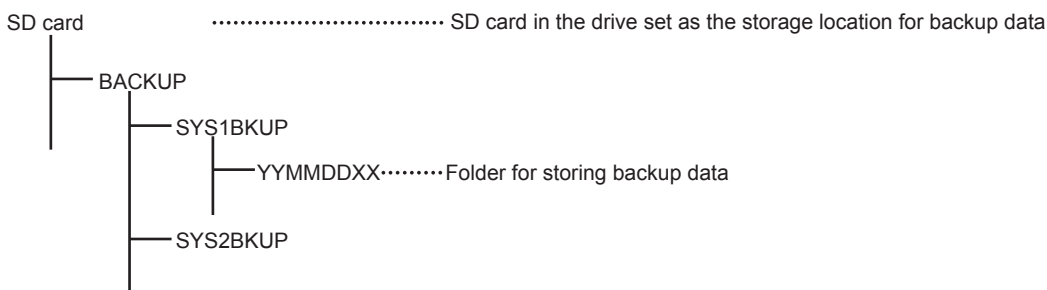 SD card ································ SD card in the drive set as the storage location for backup data
BACKUP
SYS1BKUP
YYMMDDXX·········Folder for storing backup data
SYS2BKUP